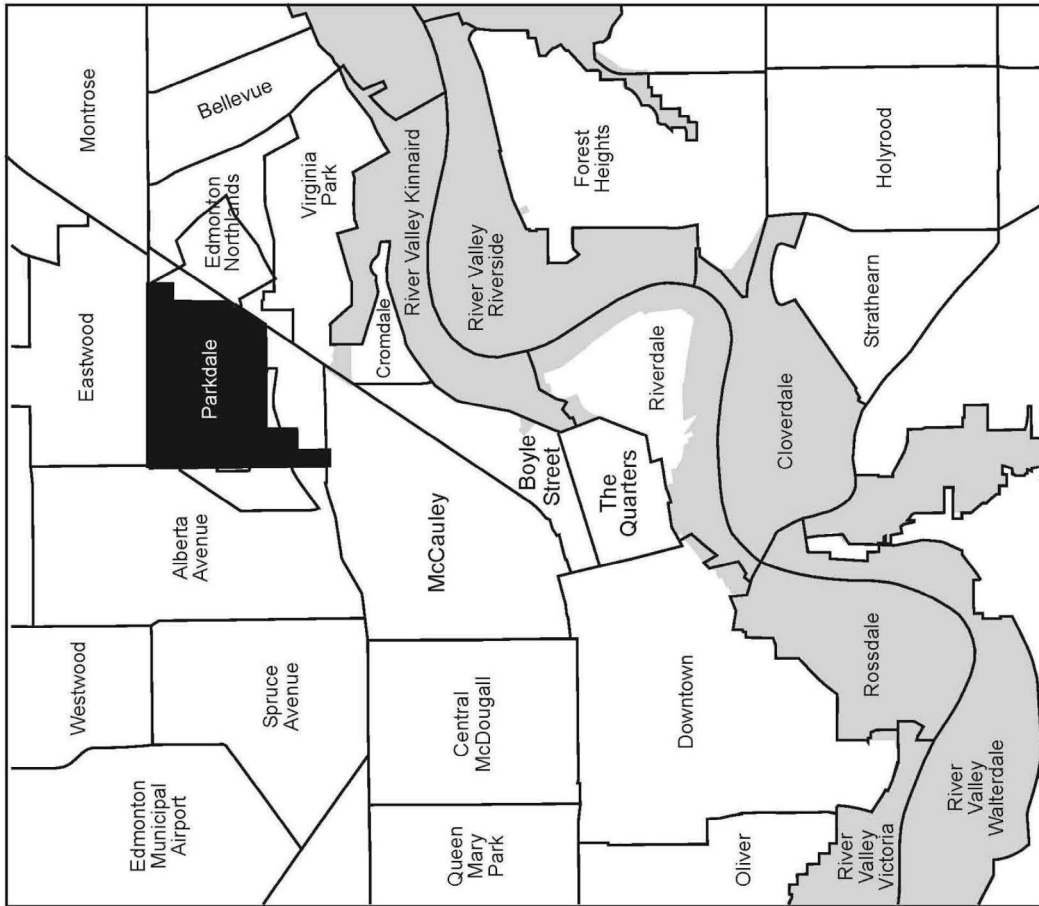 Montrose
Bellevue
Virginia
Park
Edmonton
Northlands
Eastwood
Parkdale
Cromdale
River Valley Kinnaird
River Valley
Riverside
Forest
Heights
Holyrood
Strathearn
Riverdale
Cloverdale
Alberta
Avenue
McCauley
Boyle
Street
The
Quarters
Westwood
Spruce
Avenue
Central
McDougall
Downtown
Rossdale
Edmonton
Municipal
Airport
Queen
Mary
Park
Oliver
River
Valley
Victoria
River
Valley
Walterdale